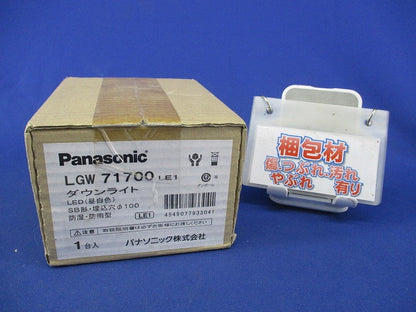 Panasonic
LGW 71700 LE1
ダウンライト
LED(昼白色)
SB形・埋込穴φ100
防湿・防雨型
LE1
4549077933041
1台入
パナソニック株式会社
梱包材
傷つぶれ汚れ
やぶれ 有り